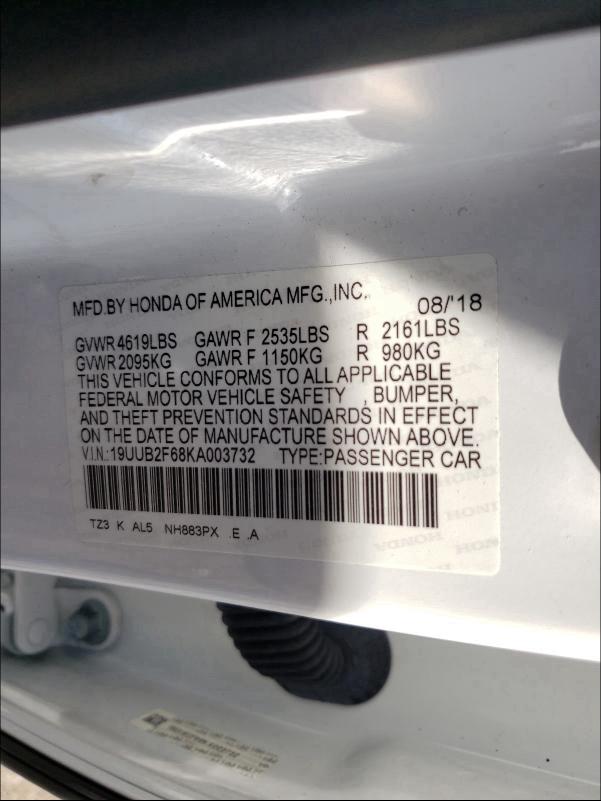 MFD.BY HONDA OF AMERICA MFG.,INC. 08/'18
GVWR 4619LBS GAWR F 2535LBS R 2161LBS
GVWR 2095KG GAWR F 1150KG R 980KG
THIS VEHICLE CONFORMS TO ALL APPLICABLE
FEDERAL MOTOR VEHICLE SAFETY , BUMPER,
AND THEFT PREVENTION STANDARDS IN EFFECT
ON THE DATE OF MANUFACTURE SHOWN ABOVE.
V.I.N.:19UUB2F68KA003732 TYPE:PASSENGER CAR
TZ3 K AL5 NH883PX .E .A